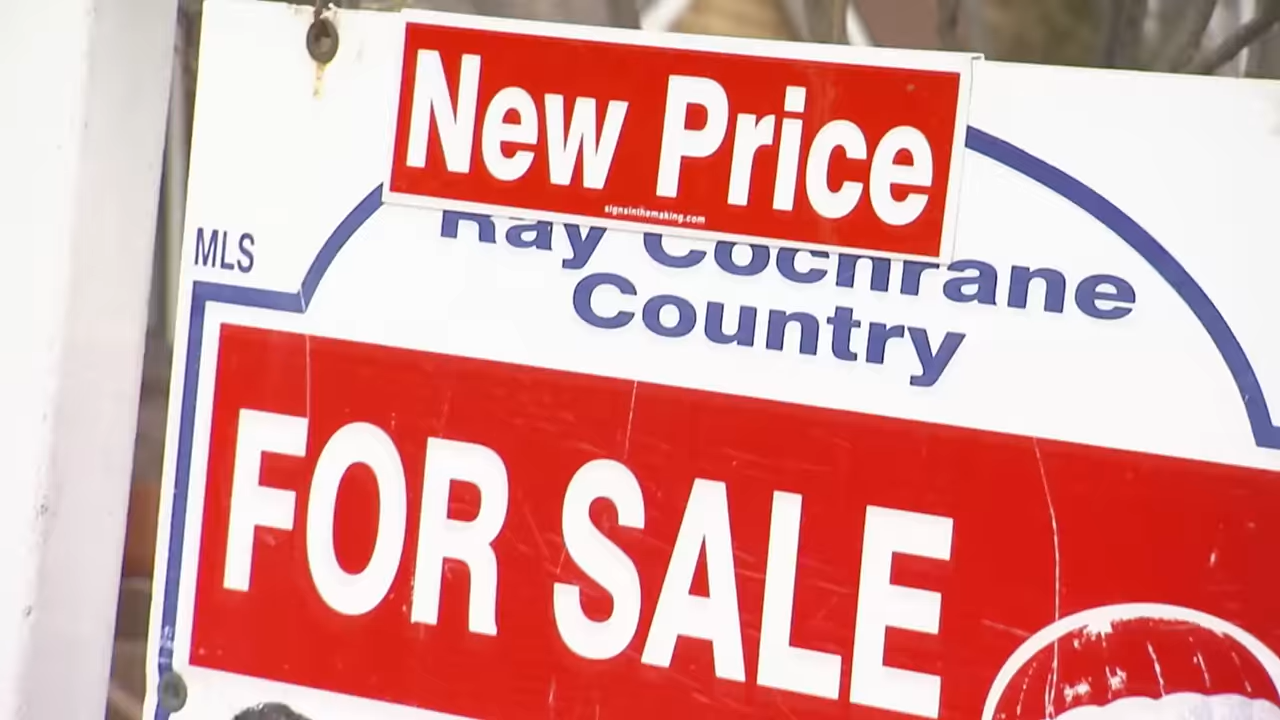 New Price
signsinthemaking.com
Ray Cochrane
Country
MLS
FOR SALE